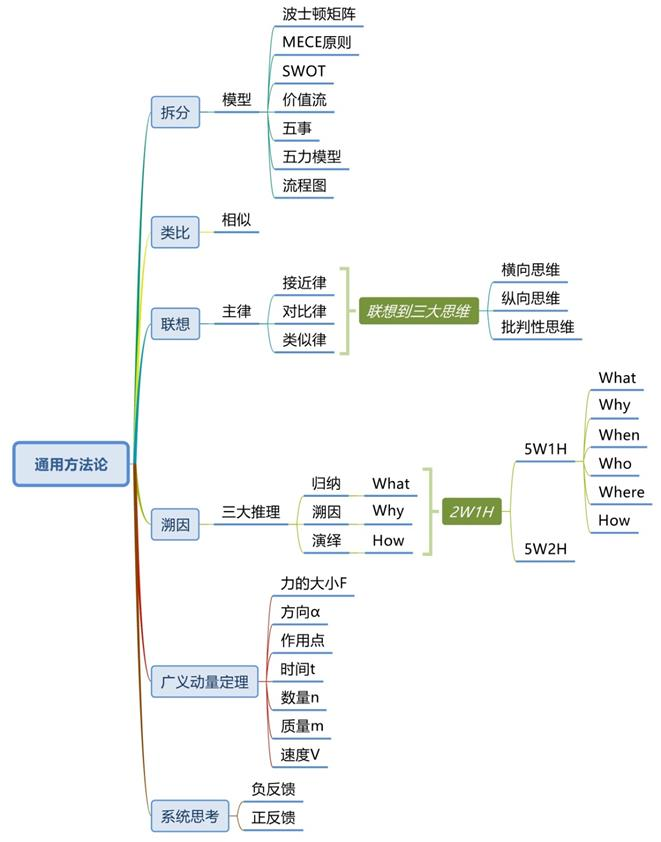 通用方法论
拆分
模型
波士顿矩阵
MECE原则
SWOT
价值流
五事
五力模型
流程图
类比
相似
联想
主律
接近律
对比律
类似律
联想到三大思维
横向思维
纵向思维
批判性思维
溯因
三大推理
归纳
What
溯因
Why
演绎
How
2W1H
5W1H
What
Why
When
Who
Where
How
5W2H
广义动量定理
力的大小F
方向α
作用点
时间t
数量n
质量m
速度V
系统思考
负反馈
正反馈